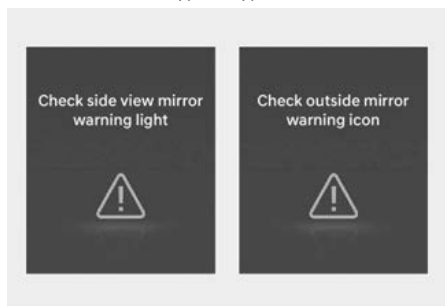 Check side view mirror
warning light
Check outside mirror
warning icon